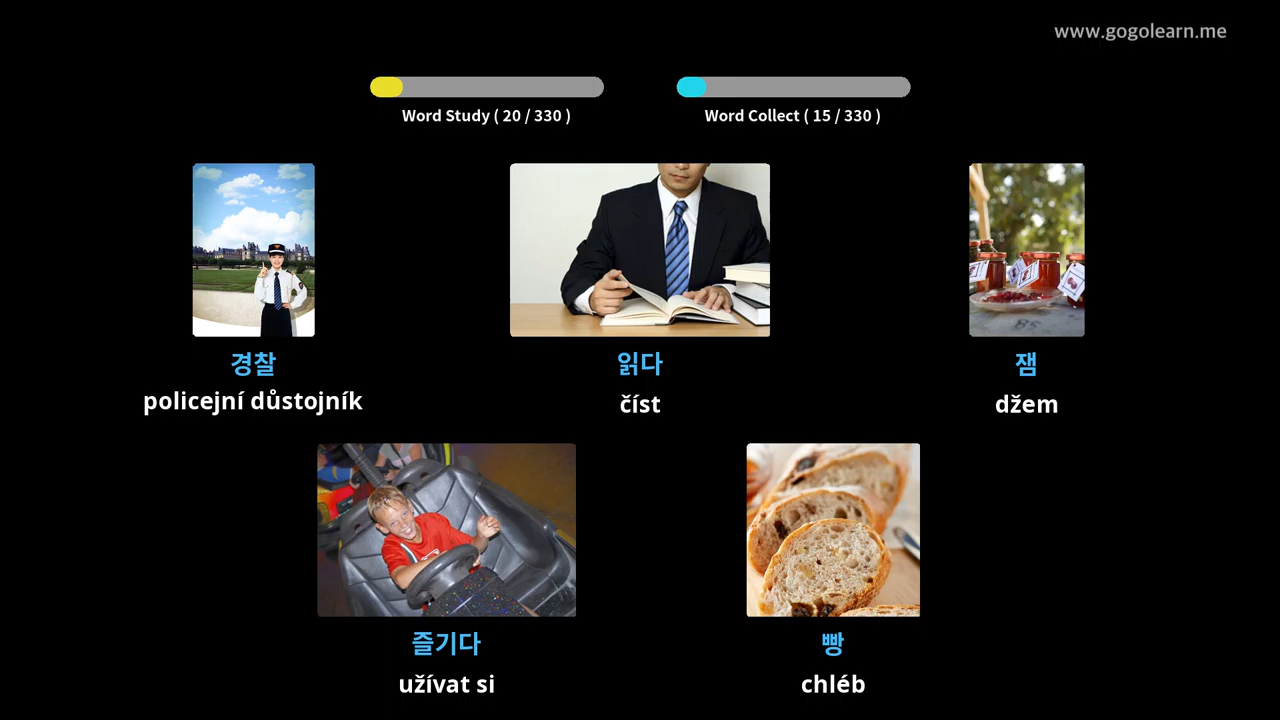 www.gogolearn.me
Word Study ( 20 / 330 )
Word Collect ( 15 / 330 )
경찰
policejní důstojník
읽다
číst
잼
džem
즐기다
užívat si
빵
chléb